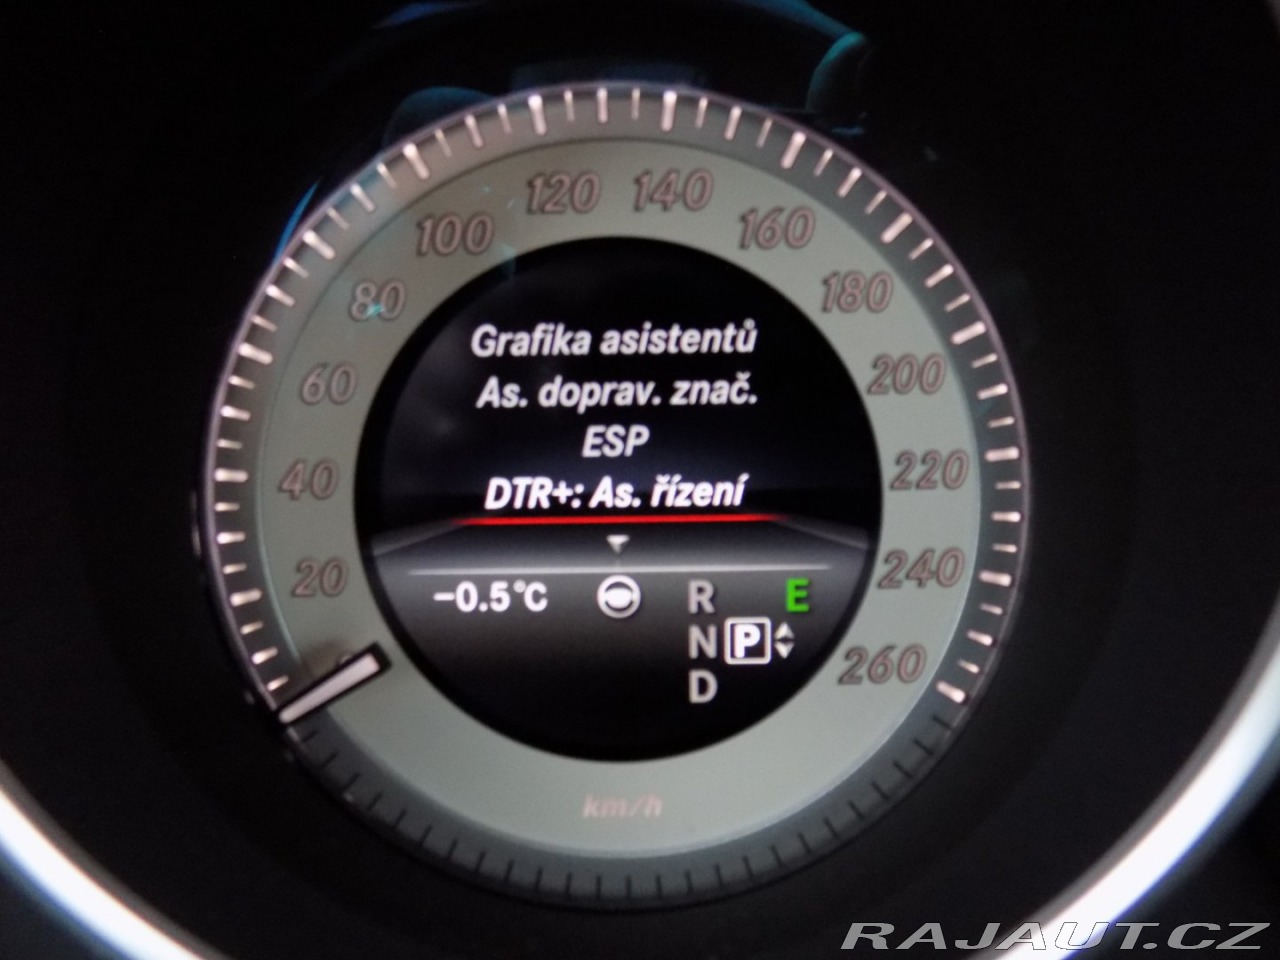 120 140
100 160
80 180
60 200
40 220
20 240
260
Grafika asistentů
As. doprav. znač.
ESP
DTR+: As. řízení
-0.5°C R E
N P
D
km/h
RAJAUT.CZ